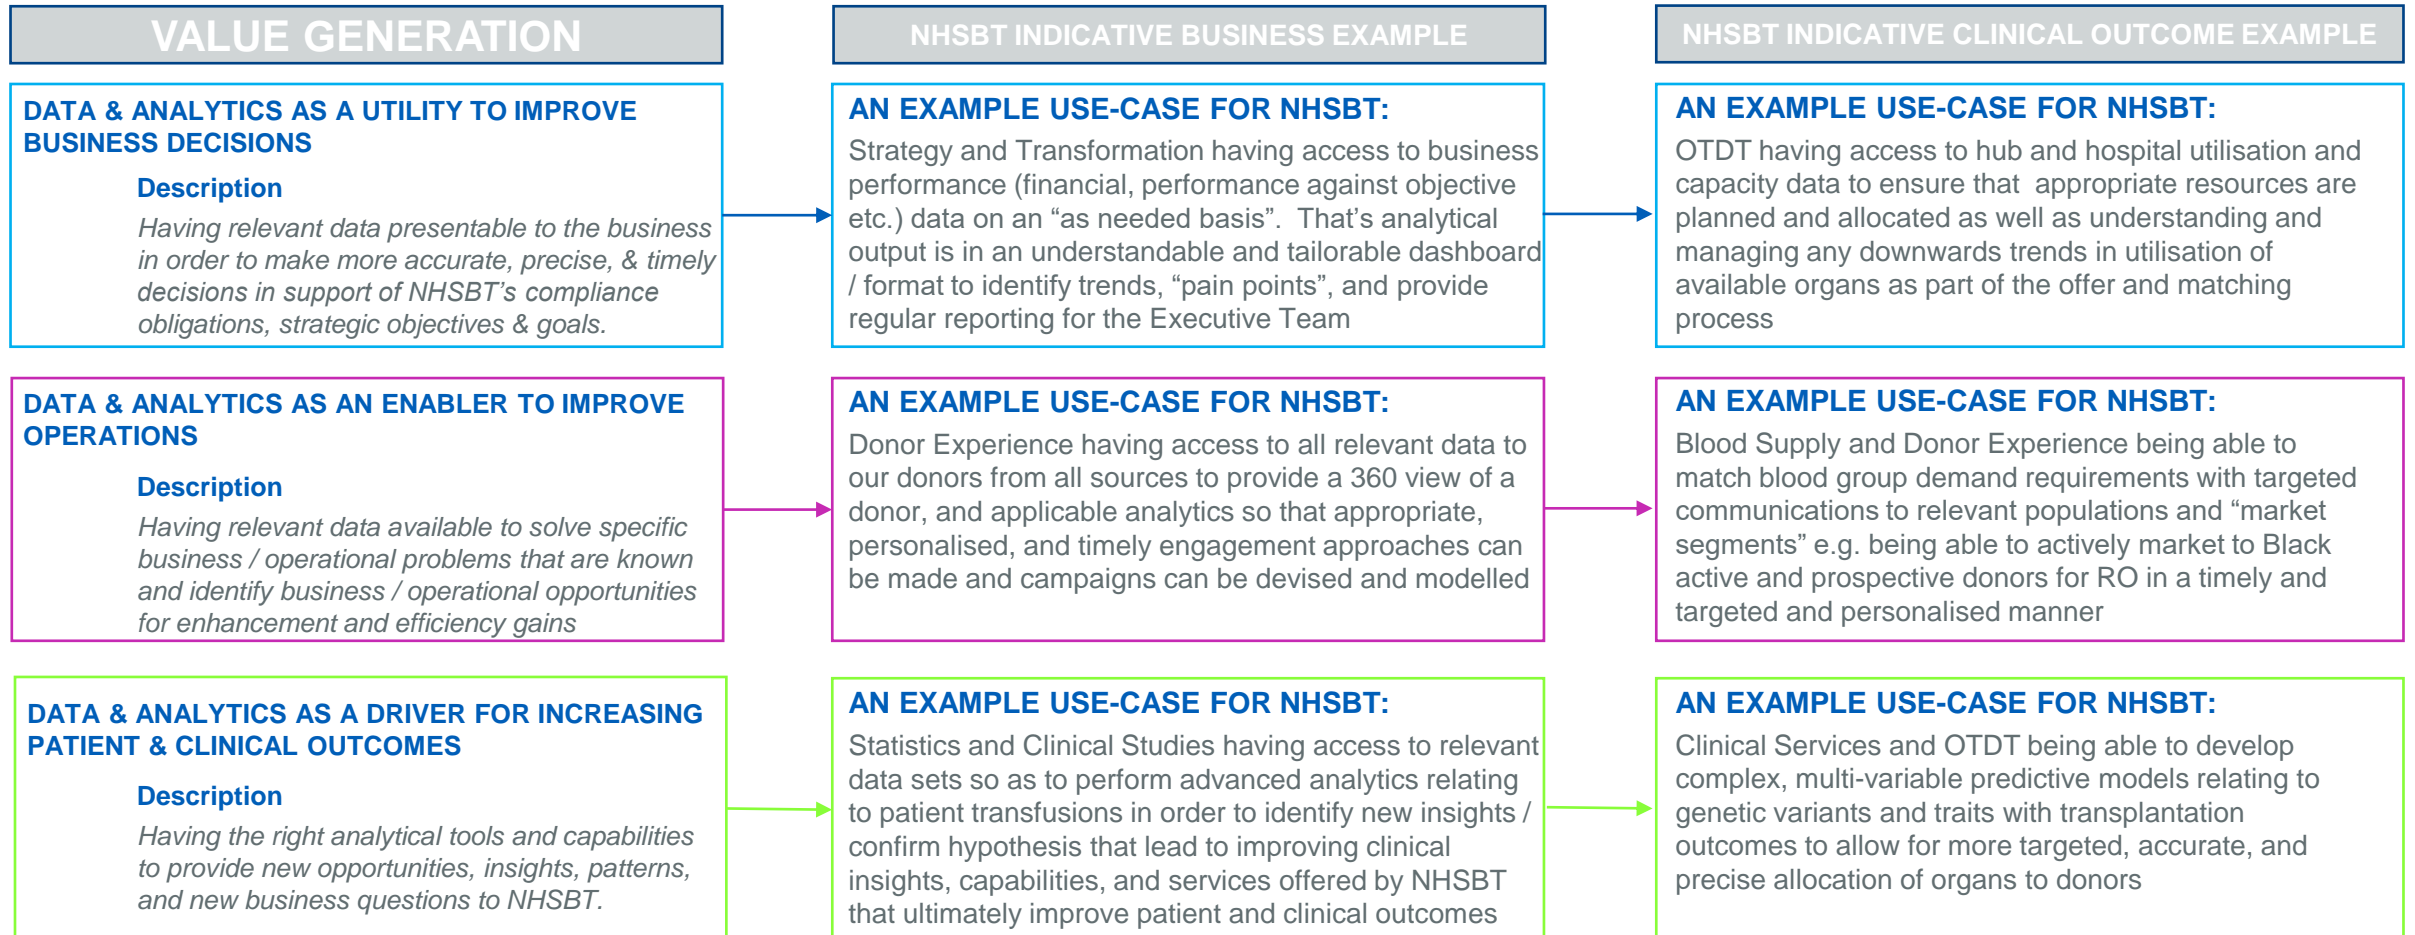 VALUE GENERATION
NHSBT INDICATIVE BUSINESS EXAMPLE
NHSBT INDICATIVE CLINICAL OUTCOME EXAMPLE
DATA & ANALYTICS AS A UTILITY TO IMPROVE
BUSINESS DECISIONS
Description
Having relevant data presentable to the business
in order to make more accurate, precise, & timely
decisions in support of NHSBT's compliance
obligations, strategic objectives & goals.
AN EXAMPLE USE-CASE FOR NHSBT:
Strategy and Transformation having access to business
performance (financial, performance against objective
etc.) data on an “as needed basis”.  That’s analytical
output is in an understandable and tailorable dashboard
/ format to identify trends, “pain points”, and provide
regular reporting for the Executive Team
AN EXAMPLE USE-CASE FOR NHSBT:
OTDT having access to hub and hospital utilisation and
capacity data to ensure that  appropriate resources are
planned and allocated as well as understanding and
managing any downwards trends in utilisation of
available organs as part of the offer and matching
process
DATA & ANALYTICS AS AN ENABLER TO IMPROVE
OPERATIONS
Description
Having relevant data available to solve specific
business / operational problems that are known
and identify business / operational opportunities
for enhancement and efficiency gains
AN EXAMPLE USE-CASE FOR NHSBT:
Donor Experience having access to all relevant data to
our donors from all sources to provide a 360 view of a
donor, and applicable analytics so that appropriate,
personalised, and timely engagement approaches can
be made and campaigns can be devised and modelled
AN EXAMPLE USE-CASE FOR NHSBT:
Blood Supply and Donor Experience being able to
match blood group demand requirements with targeted
communications to relevant populations and “market
segments” e.g. being able to actively market to Black
active and prospective donors for RO in a timely and
targeted and personalised manner
DATA & ANALYTICS AS A DRIVER FOR INCREASING
PATIENT & CLINICAL OUTCOMES
Description
Having the right analytical tools and capabilities
to provide new opportunities, insights, patterns,
and new business questions to NHSBT.
AN EXAMPLE USE-CASE FOR NHSBT:
Statistics and Clinical Studies having access to relevant
data sets so as to perform advanced analytics relating
to patient transfusions in order to identify new insights /
confirm hypothesis that lead to improving clinical
insights, capabilities, and services offered by NHSBT
that ultimately improve patient and clinical outcomes
AN EXAMPLE USE-CASE FOR NHSBT:
Clinical Services and OTDT being able to develop
complex, multi-variable predictive models relating to
genetic variants and traits with transplantation
outcomes to allow for more targeted, accurate, and
precise allocation of organs to donors